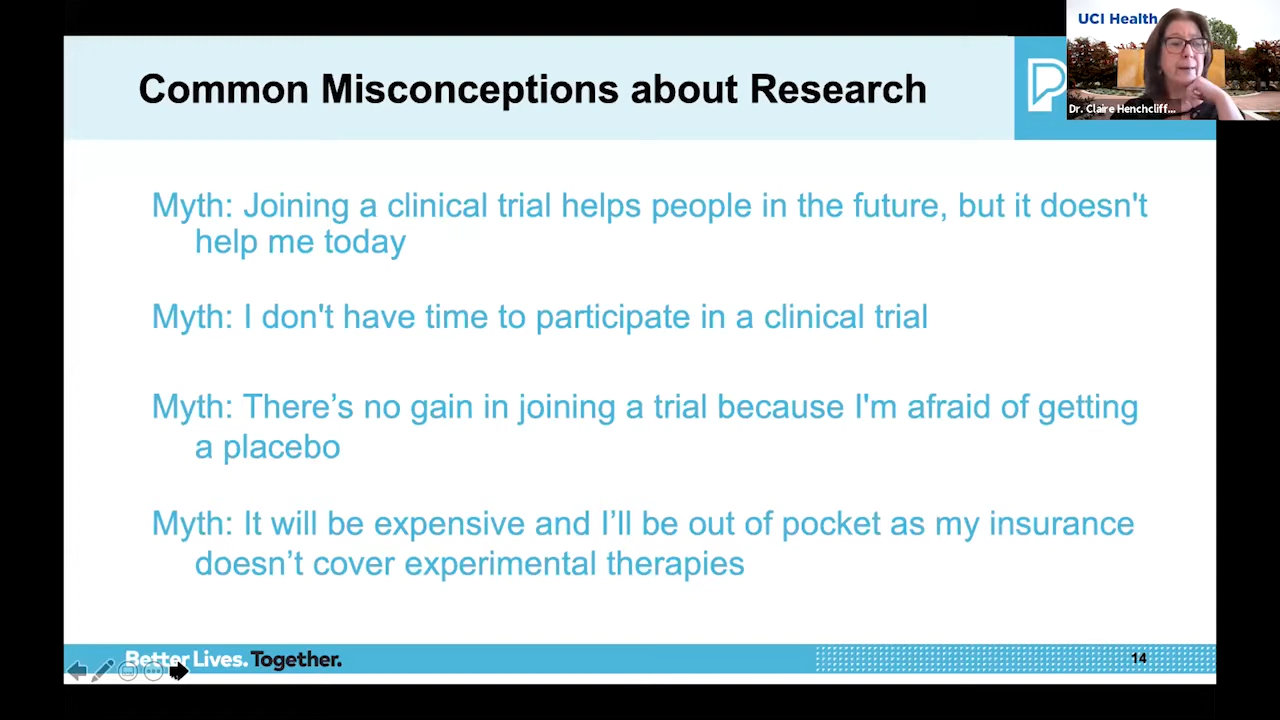 UCI Health
Dr. Claire Henchcliff...
Common Misconceptions about Research
Myth: Joining a clinical trial helps people in the future, but it doesn't
help me today
Myth: I don't have time to participate in a clinical trial
Myth: There’s no gain in joining a trial because I'm afraid of getting
a placebo
Myth: It will be expensive and I’ll be out of pocket as my insurance
doesn’t cover experimental therapies
Better Lives. Together.
14